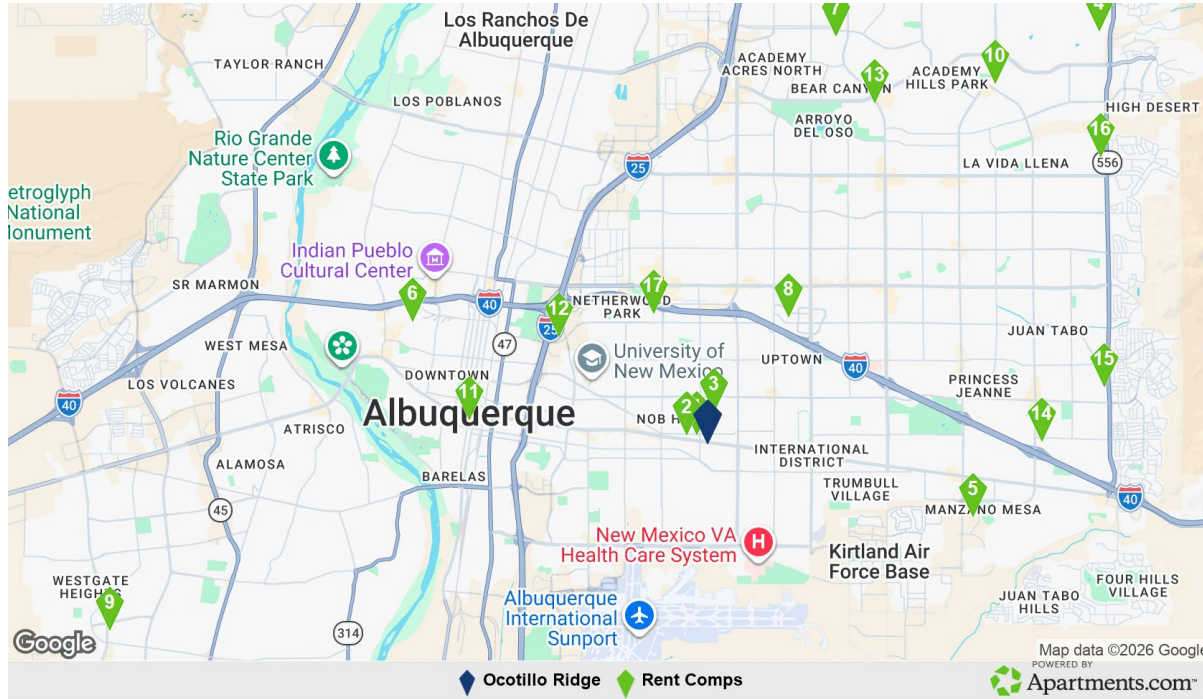 Los Ranchos De
Albuquerque
7
4
TAYLOR RANCH
ACADEMY
ACRES NORTH
10
13
BEAR CANYON
ACADEMY
HILLS PARK
LOS POBLANOS
HIGH DESERT
ARROYO
DEL OSO
16
Rio Grande
Nature Center
State Park
25
LA VIDA LLENA
556
etroglyph
National
Monument
Indian Pueblo
Cultural Center
SR MARMON
6
40
12
25
17
NETHERWOOD
PARK
8
47
WEST MESA
University of
New Mexico
UPTOWN
JUAN TABO
15
40
LOS VOLCANES
DOWNTOWN
11
3
PRINCESS
JEANNE
40
Albuquerque
2
NOB H
14
ATRISCO
INTERNATIONAL
DISTRICT
ALAMOSA
BARELAS
TRUMBULL
VILLAGE
5
40
MANZANO MESA
45
New Mexico VA
Health Care System
H
Kirtland Air
Force Base
WESTGATE
HEIGHTS
9
FOUR HILLS
VILLAGE
JUAN TABO
HILLS
Albuquerque
International
Sunport
314
Google
Map data ©2026 Google
Ocotillo Ridge
Rent Comps
POWERED BY
Apartments.com™